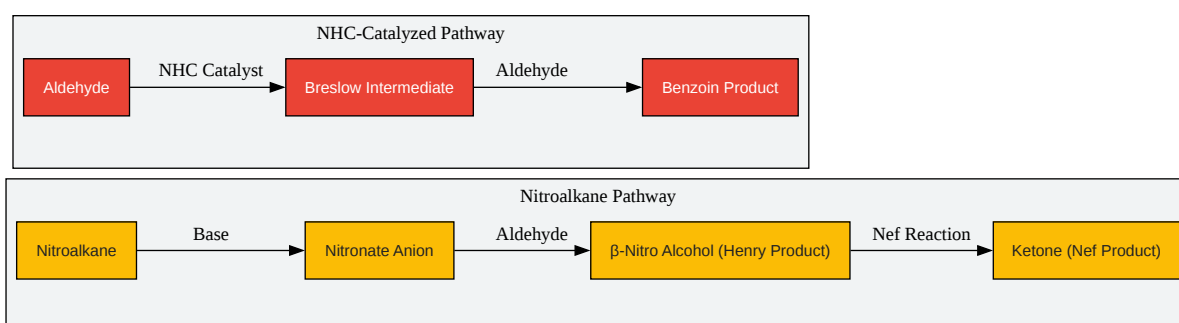 NHC-Catalyzed Pathway
Aldehyde
NHC Catalyst
Breslow Intermediate
Aldehyde
Benzoin Product
Nitroalkane Pathway
Nitroalkane
Base
Nitronate Anion
Aldehyde
β-Nitro Alcohol (Henry Product)
Nef Reaction
Ketone (Nef Product)